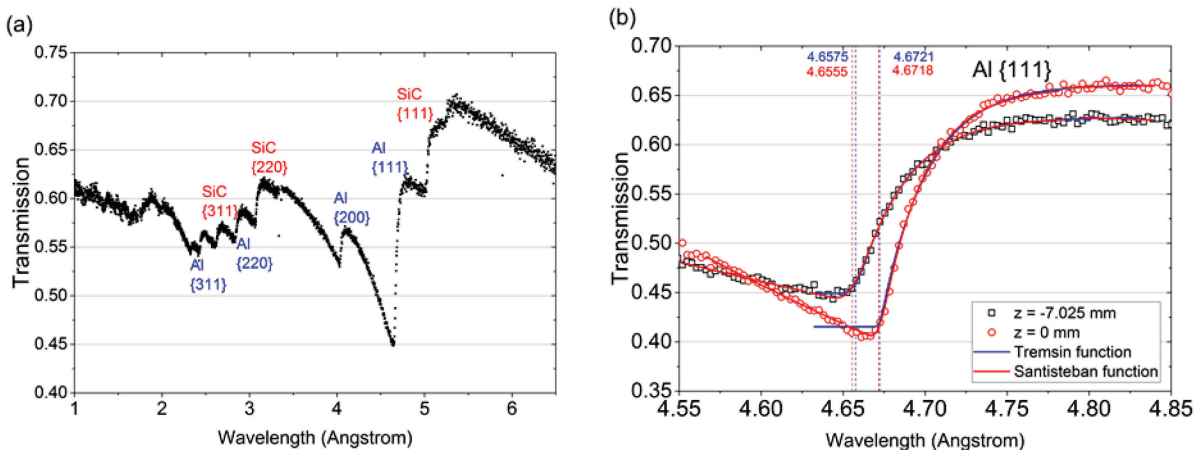 (a)
0.75
0.70
0.65
0.60
0.55
0.50
0.45
0.40
Transmission
SiC
{111}
Al
{111}
SiC
{220}
SiC
{311}
Al
{200}
Al
{220}
Al
{311}
1
2
3
4
5
6
Wavelength (Angstrom)
(b)
0.70
0.65
0.60
0.55
0.50
0.45
0.40
0.35
Transmission
4.6575
4.6555
4.6721
4.6718
Al {111}
z = -7.025 mm
z = 0 mm
Tremsin function
Santisteban function
4.55
4.60
4.65
4.70
4.75
4.80
4.85
Wavelength (Angstrom)